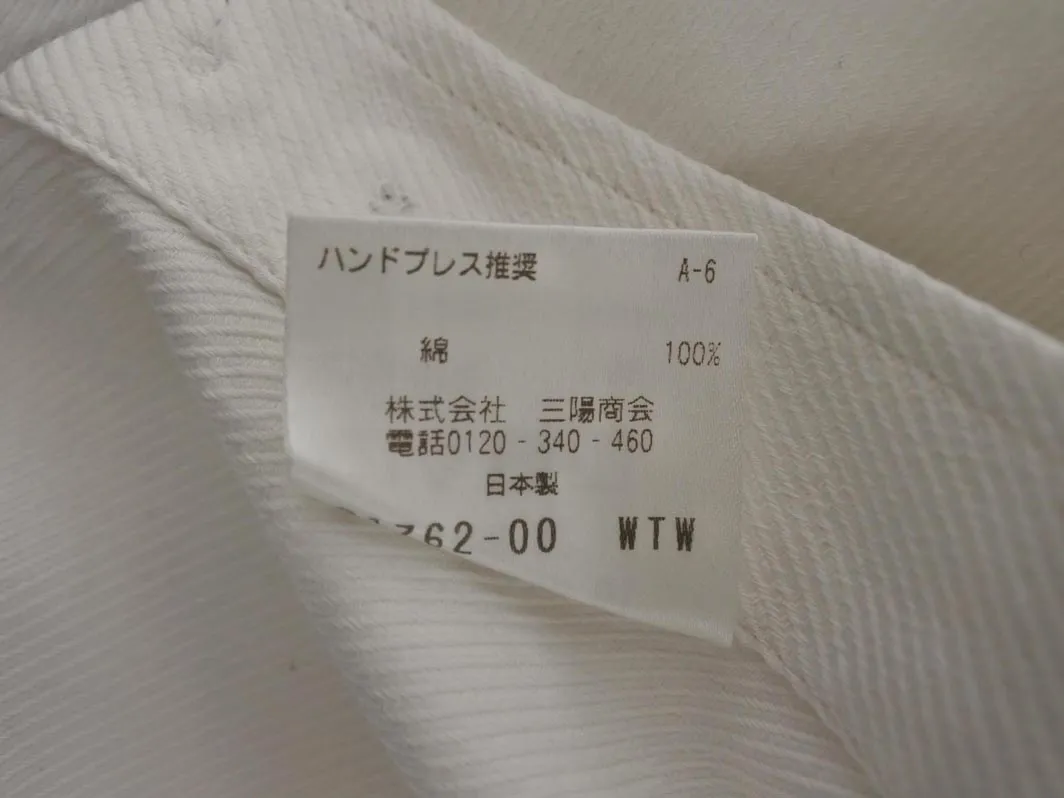 ハンドプレス推奨 A-6
綿 100%
株式会社 三陽商会
電話0120-340-460
日本製
62-00 WTW